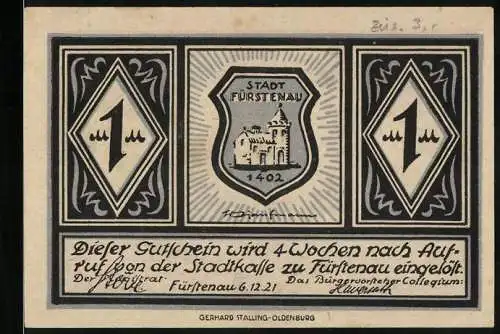 zus. 3,-
STADT
FÜRSTENAU
1 1
M M M M
1402
Dieser Gutschein wird 4 Wochen nach Auf-
ruf von der Stadtkasse zu Fürstenau eingelöst.
Der Magistrat: Das Bürgervorsteher Collegium:
Fürstenau 6.12.21
GERHARD STALLING-OLDENBURG